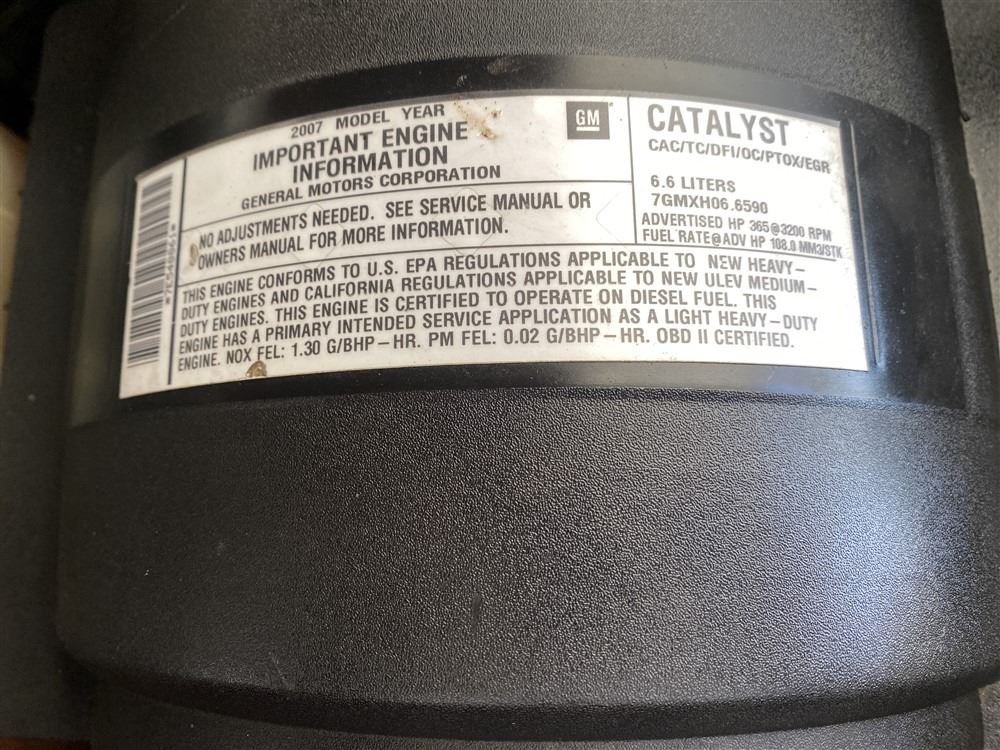 2007 MODEL YEAR
IMPORTANT ENGINE
INFORMATION
GENERAL MOTORS CORPORATION
GM
NO ADJUSTMENTS NEEDED. SEE SERVICE MANUAL OR
OWNERS MANUAL FOR MORE INFORMATION.
CATALYST
CAC/TC/DFI/OC/PTOX/EGR
6.6 LITERS
7GMXH06.6590
ADVERTISED HP 365@3200 RPM
FUEL RATE@ADV HP 108.0 MM3/STK
THIS ENGINE CONFORMS TO U.S. EPA REGULATIONS APPLICABLE TO NEW HEAVY-
DUTY ENGINES AND CALIFORNIA REGULATIONS APPLICABLE TO NEW ULEV MEDIUM-
DUTY ENGINES. THIS ENGINE IS CERTIFIED TO OPERATE ON DIESEL FUEL. THIS
ENGINE HAS A PRIMARY INTENDED SERVICE APPLICATION AS A LIGHT HEAVY-DUTY
ENGINE. NOX FEL: 1.30 G/BHP-HR. PM FEL: 0.02 G/BHP-HR. OBD II CERTIFIED.